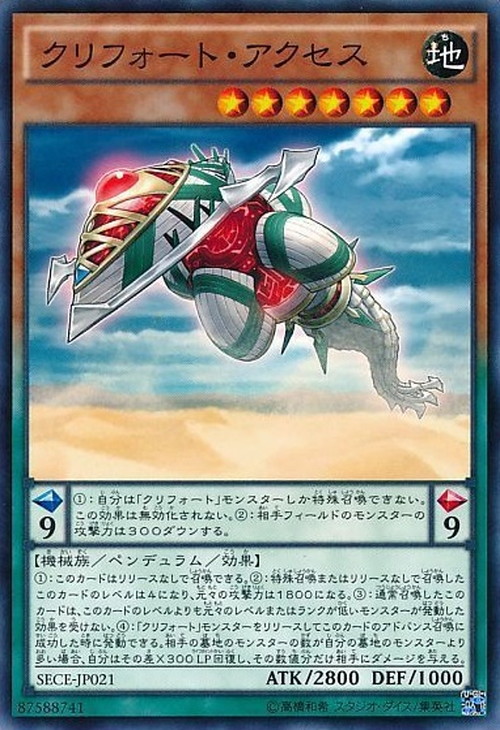 クリフォート・アクセス
地
①：自分は「クリフォート」モンスターしか特殊召喚できない。
この効果は無効化されない。②：相手フィールドのモンスターの
攻撃力は３００ダウンする。
9
9
【機械族／ペンデュラム／効果】
①：このカードはリリースなしで召喚できる。②：特殊召喚またはリリースなしで召喚した
このカードのレベルは４になり、元々の攻撃力は１８００になる。③：通常召喚したこ
のカードは、このカードのレベルよりも元々のレベルまたはランクが低いモンスターが発動した
効果を受けない。④：「クリフォート」モンスターをリリースしてこのカードのアドバンス召喚に
成功した時に発動できる。相手の墓地のモンスターの数が自分の墓地のモンスターより
多い場合、自分はその差×３００ＬＰ回復し、その数値分だけ相手にダメージを与える。
SECE-JP021
ATK/2800 DEF/1000
87588741
©高橋和希 スタジオ・ダイス/集英社